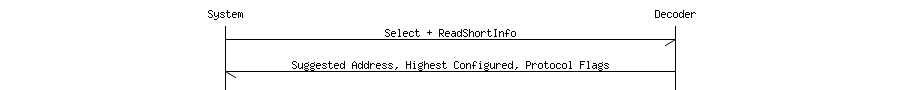 System Decoder
Select + ReadShortInfo
Suggested Address, Highest Configured, Protocol Flags